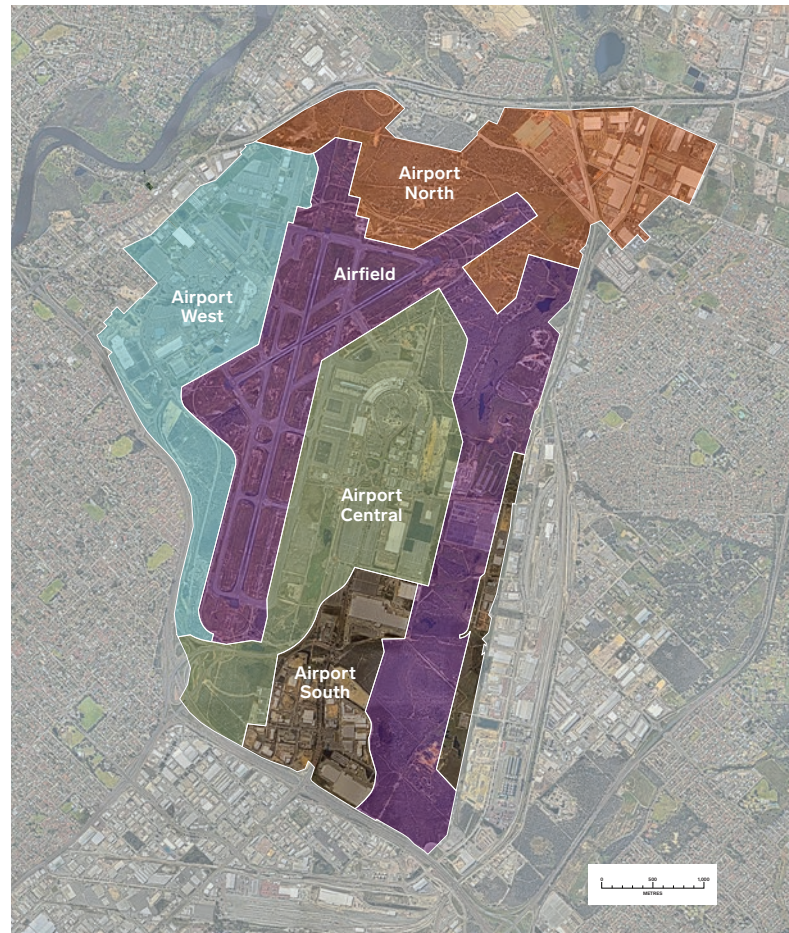 Airport
North
Airfield
Airport
West
Airport
Central
Airport
South
0 500 1,000
METRES